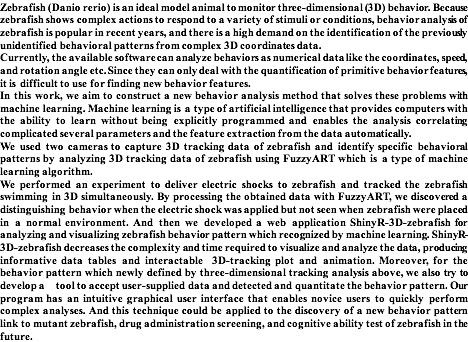 Zebrafish (Danio rerio) is an ideal model animal to monitor three-dimensional (3D) behavior. Because
zebrafish shows complex actions to respond to a variety of stimuli or conditions, behavior analysis of
zebrafish is popular in recent years, and there is a high demand on the identification of the previously
unidentified behavioral patterns from complex 3D coordinates data.
Currently, the available software can analyze behaviors as numerical data like the coordinates, speed,
and rotation angle etc. Since they can only deal with the quantification of primitive behavior features,
it is difficult to use for finding new behavior features.
In this work, we aim to construct a new behavior analysis method that solves these problems with
machine learning. Machine learning is a type of artificial intelligence that provides computers with
the ability to learn without being explicitly programmed and enables the analysis correlating
complicated several parameters and the feature extraction from the data automatically.
We used two cameras to capture 3D tracking data of zebrafish and identify specific behavioral
patterns by analyzing 3D tracking data of zebrafish using FuzzyART which is a type of machine
learning algorithm.
We performed an experiment to deliver electric shocks to zebrafish and tracked the zebrafish
swimming in 3D simultaneously. By processing the obtained data with FuzzyART, we discovered a
distinguishing behavior when the electric shock was applied but not seen when zebrafish were placed
in a normal environment. And then we developed a web application ShinyR-3D-zebrafish for
analyzing and visualizing zebrafish behavior pattern which recognized by machine learning. ShinyR-
3D-zebrafish decreases the complexity and time required to visualize and analyze the data, producing
informative data tables and interactable 3D-tracking plot and animation. Moreover, for the
behavior pattern which newly defined by three-dimensional tracking analysis above, we also try to
develop a tool to accept user-supplied data and detected and quantitate the behavior pattern. Our
program has an intuitive graphical user interface that enables novice users to quickly perform
complex analyses. And this technique could be applied to the discovery of a new behavior pattern
link to mutant zebrafish, drug administration screening, and cognitive ability test of zebrafish in the
future.